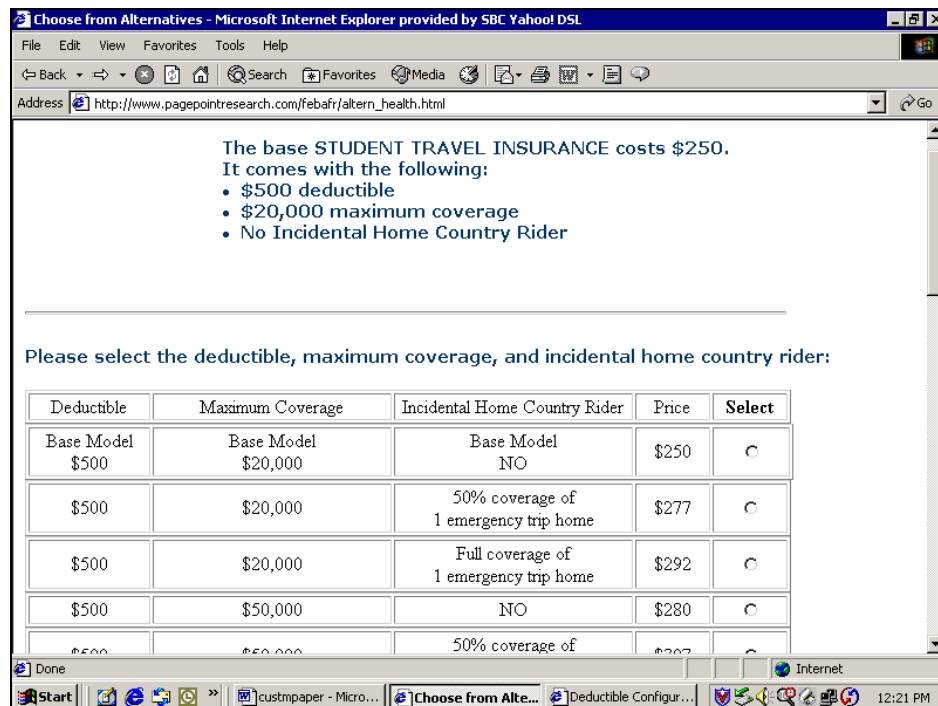 Choose from Alternatives - Microsoft Internet Explorer provided by SBC Yahoo! DSL
File Edit View Favorites Tools Help
Back Search Favorites Media
Address http://www.pagepointresearch.com/febafr/altern_health.html Go
The base STUDENT TRAVEL INSURANCE costs $250.
It comes with the following:
• $500 deductible
• $20,000 maximum coverage
• No Incidental Home Country Rider
Please select the deductible, maximum coverage, and incidental home country rider:
Deductible Maximum Coverage Incidental Home Country Rider Price Select
Base Model Base Model Base Model
$500 $20,000 NO $250
$500 $20,000 50% coverage of
1 emergency trip home $277
$500 $20,000 Full coverage of
1 emergency trip home $292
$500 $50,000 NO $280
50% coverage of
Done Internet
Start » custmpaper - Micro... Choose from Alte... Deductible Configur... 12:21 PM